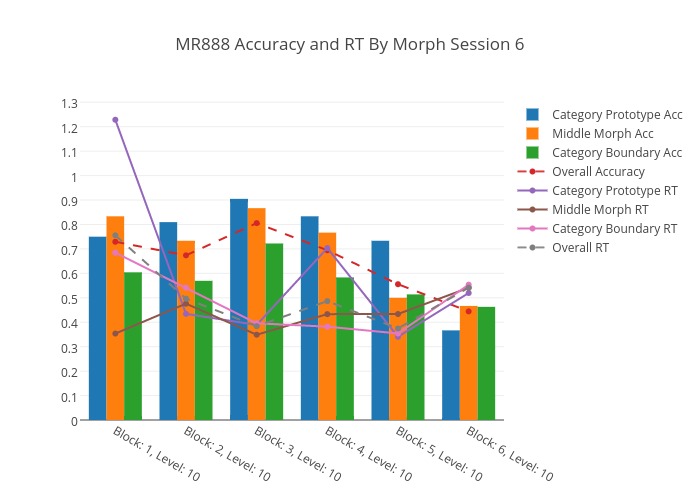 MR888 Accuracy and RT By Morph Session 6
1.3
1.2
1.1
1
0.9
0.8
0.7
0.6
0.5
0.4
0.3
0.2
0.1
0
Block: 1, Level: 10
Block: 2, Level: 10
Block: 3, Level: 10
Block: 4, Level: 10
Block: 5, Level: 10
Block: 6, Level: 10
Category Prototype Acc
Middle Morph Acc
Category Boundary Acc
Overall Accuracy
Category Prototype RT
Middle Morph RT
Category Boundary RT
Overall RT